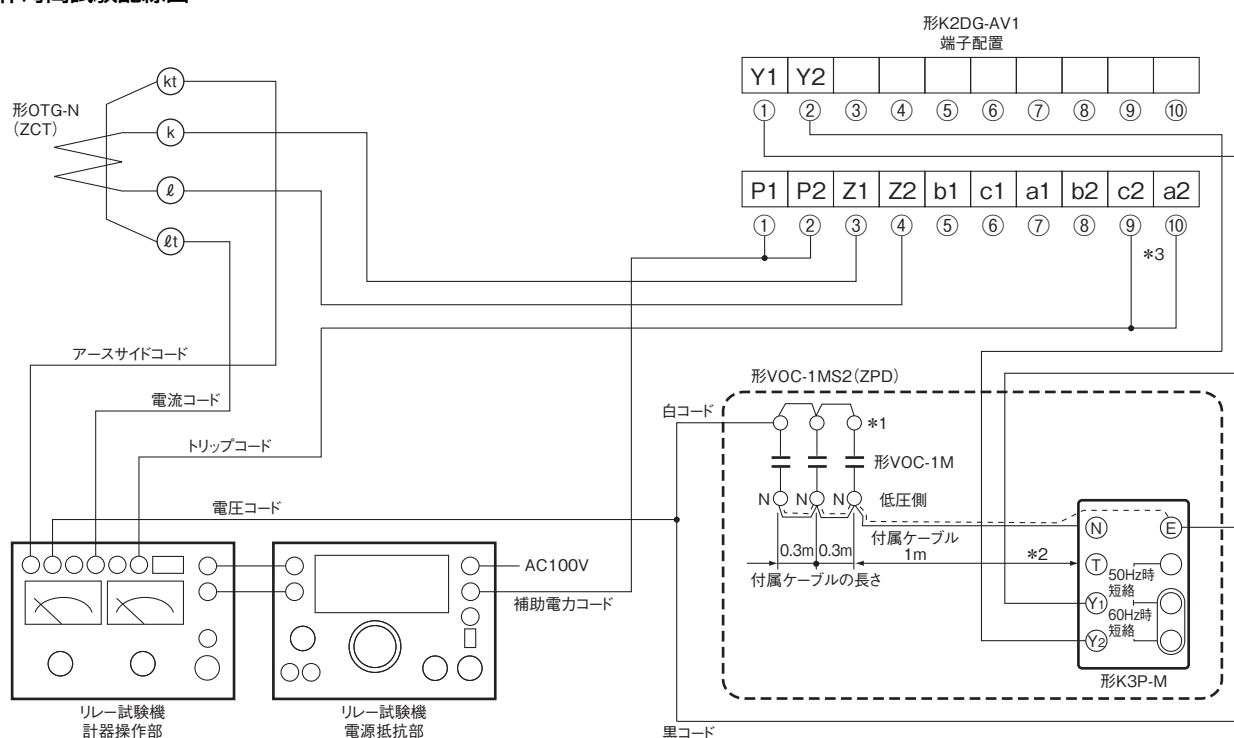 形K2DG-AV1
端子配置
Y1 Y2
① ② ③ ④ ⑤ ⑥ ⑦ ⑧ ⑨ ⑩
P1 P2 Z1 Z2 b1 c1 a1 b2 c2 a2
① ② ③ ④ ⑤ ⑥ ⑦ ⑧ ⑨ ⑩
*3
形OTG-N
(ZCT)
kt
k
ℓ
ℓt
アースサイドコード
電流コード
トリップコード
電圧コード
白コード
形VOC-1MS2(ZPD)
*1
形VOC-1M
N N N 低圧側
付属ケーブル
1m
0.3m 0.3m
付属ケーブルの長さ
*2
N E
T
50Hz時
短絡
Y1
60Hz時
短絡
Y2
形K3P-M
AC100V
補助電力コード
リレー試験機
計器操作部
リレー試験機
電源抵抗部
黒コード